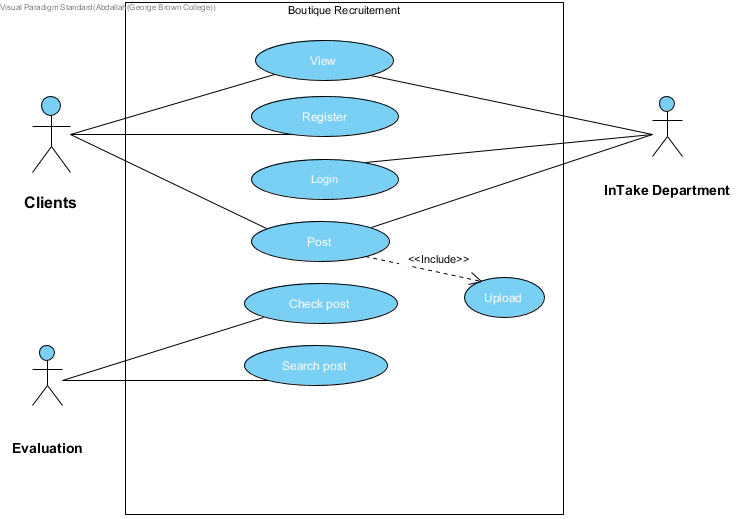 Visual Paradigm Standard(Abdallah(George Brown College))
Boutique Recruitement
View
Register
Clients
Login
InTake Department
Post
<<Include>>
Upload
Check post
Search post
Evaluation